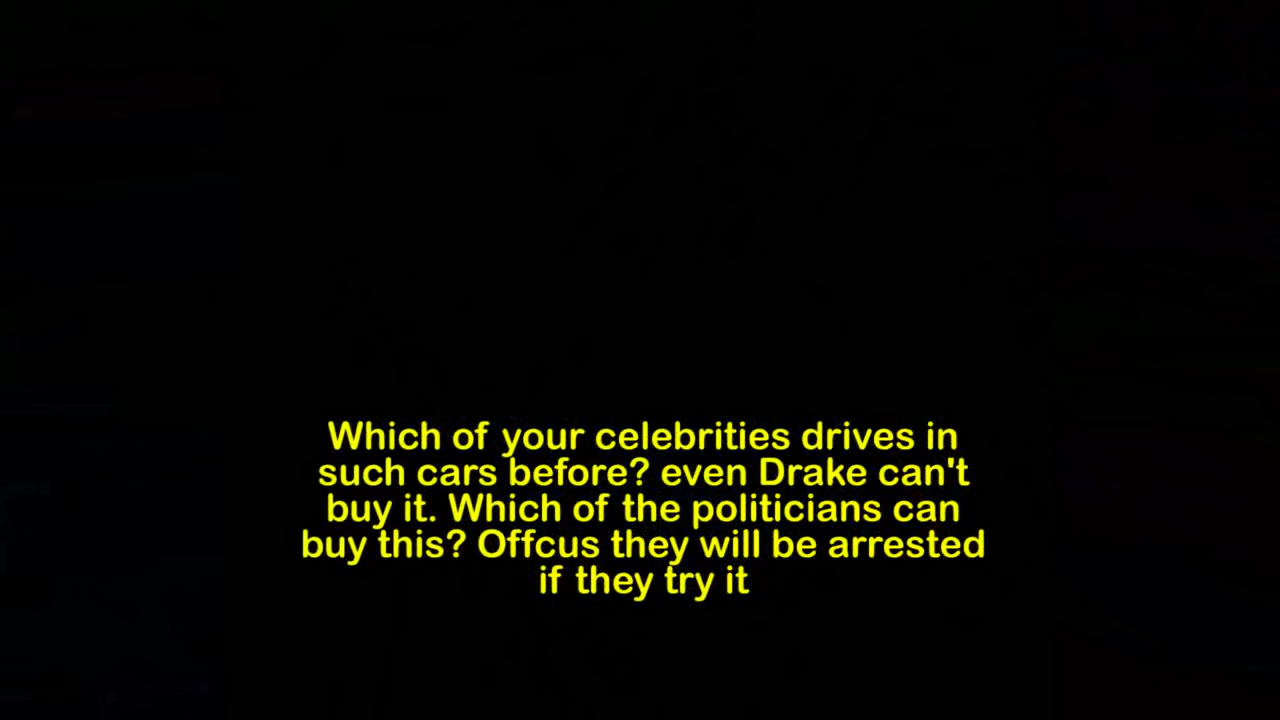 Which of your celebrities drives in
such cars before? even Drake can't
buy it. Which of the politicians can
buy this? Offcus they will be arrested
if they try it